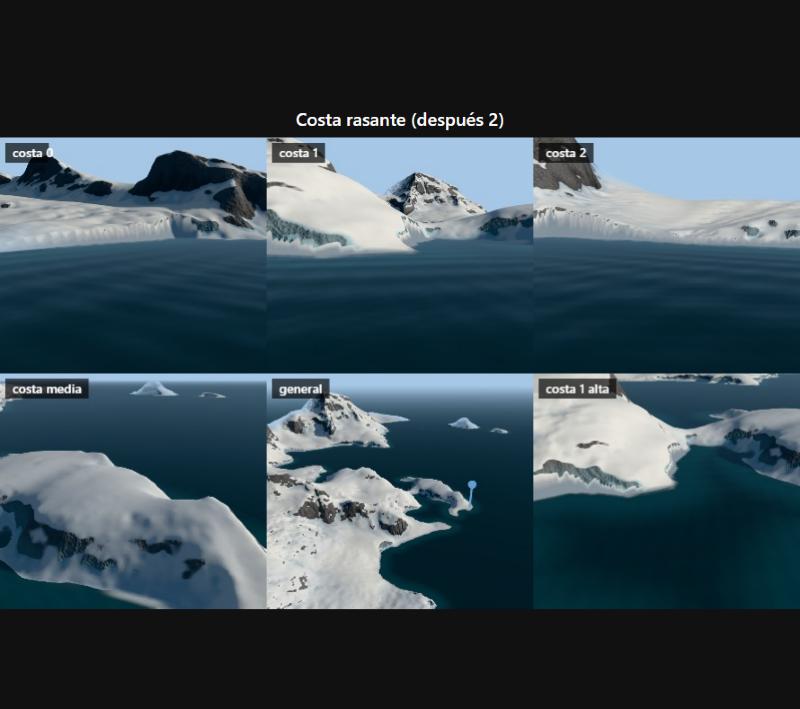 Costa rasante (después 2)
costa 0
costa 1
costa 2
costa media
general
costa 1 alta